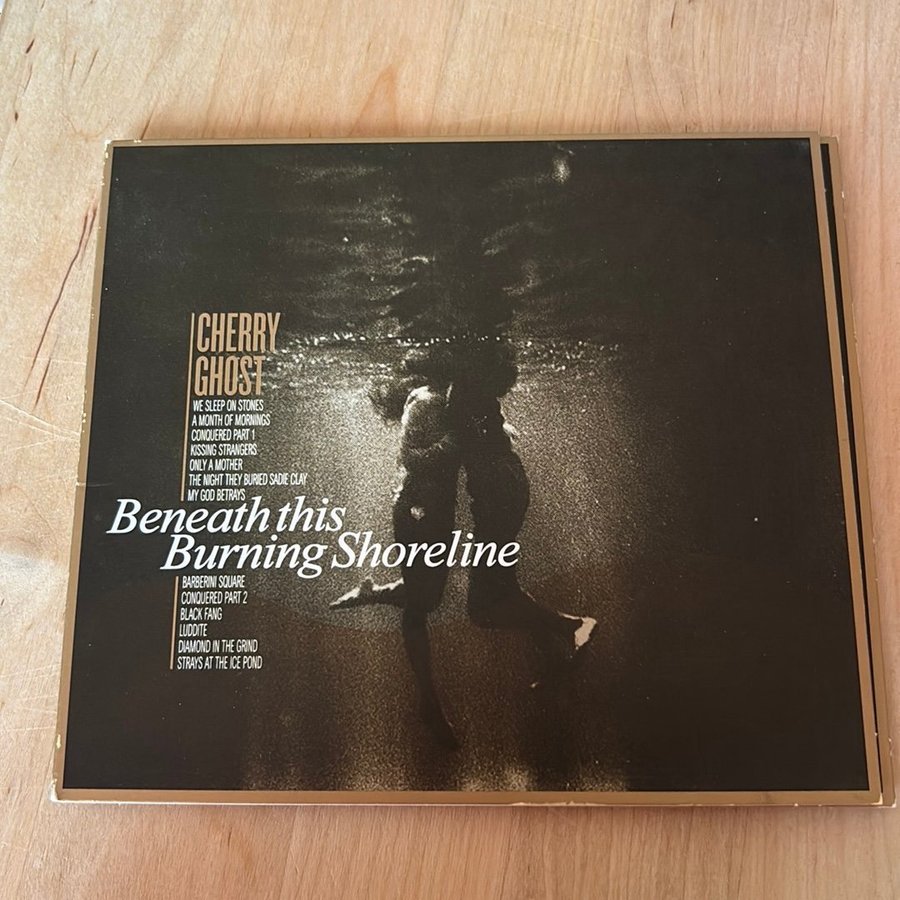 CHERRY
GHOST
WE SLEEP ON STONES
A MONTH OF MORNINGS
CONQUERED PART 1
KISSING STRANGERS
ONLY A MOTHER
THE NIGHT THEY BURIED SADIE CLAY
MY GOD BETRAYS
Beneath this
Burning Shoreline
BARBERINI SQUARE
CONQUERED PART 2
BLACK FANG
LUDDITE
DIAMOND IN THE GRIND
STRAYS AT THE ICE POND